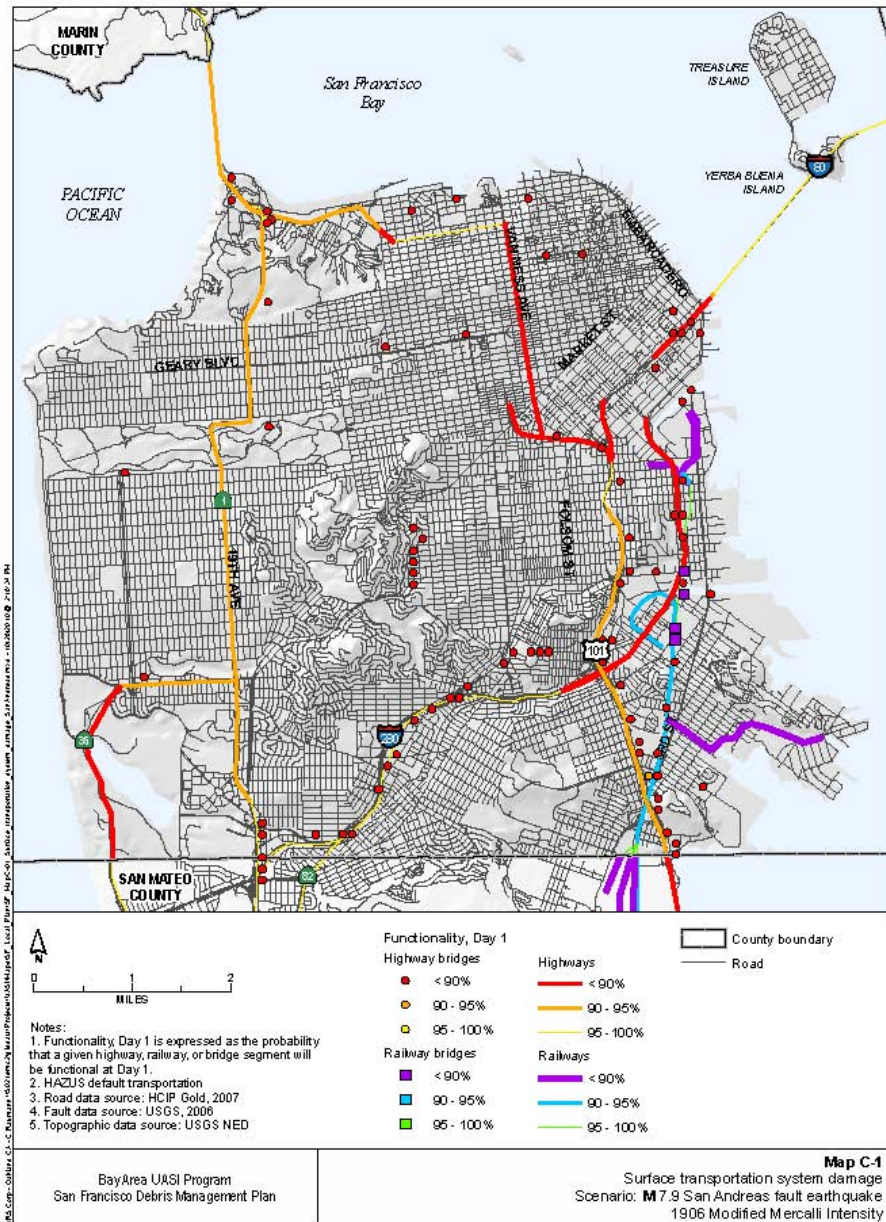 MARIN
COUNTY
San Francisco
Bay
TREASURE
ISLAND
80
YERBA BUENA
ISLAND
PACIFIC
OCEAN
EMBARCADERO
VAN NESS AVE
MARKET ST
GEARY BLVD
1
19TH AVE
FOLSOM ST
101
280
35
82
SAN MATEO
COUNTY
N
0 1 2
MILES
Notes:
1. Functionality, Day 1 is expressed as the probability
that a given highway, railway, or bridge segment will
be functional at Day 1.
2. HAZUS default transportation
3. Road data source: HCIP Gold, 2007
4. Fault data source: USGS, 2006
5. Topographic data source: USGS NED
Functionality, Day 1
Highway bridges
< 90%
90 - 95%
95 - 100%
Railway bridges
< 90%
90 - 95%
95 - 100%
Highways
< 90%
90 - 95%
95 - 100%
Railways
< 90%
90 - 95%
95 - 100%
County boundary
Road
Bay Area UASI Program
San Francisco Debris Management Plan
Map C-1
Surface transportation system damage
Scenario: M 7.9 San Andreas fault earthquake
1906 Modified Mercalli Intensity